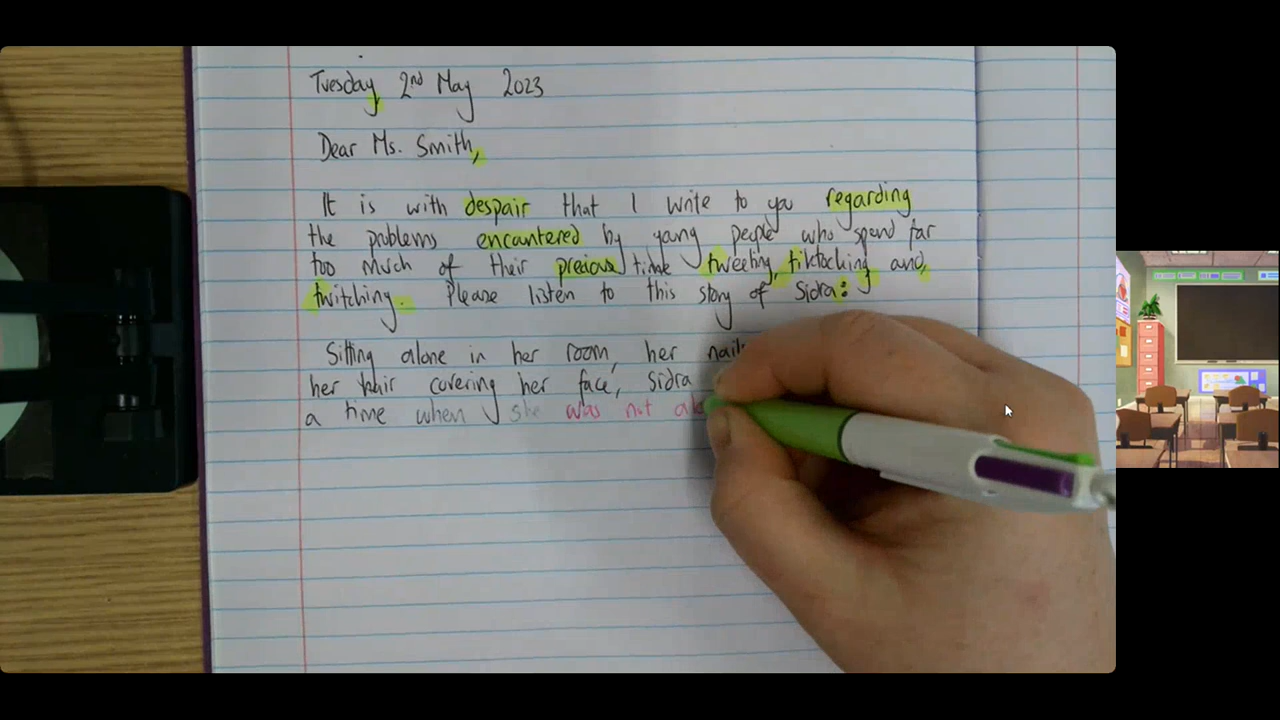 Tuesday, 2nd May 2023
Dear Ms. Smith,
It is with despair that I write to you regarding
the problems encountered by young people who spend far
too much of their precious time tweeting, tiktocking and,
twitching. Please listen to this story of Sidra:
Sitting alone in her room, her
her hair covering her face, Sidra
a time when she was not